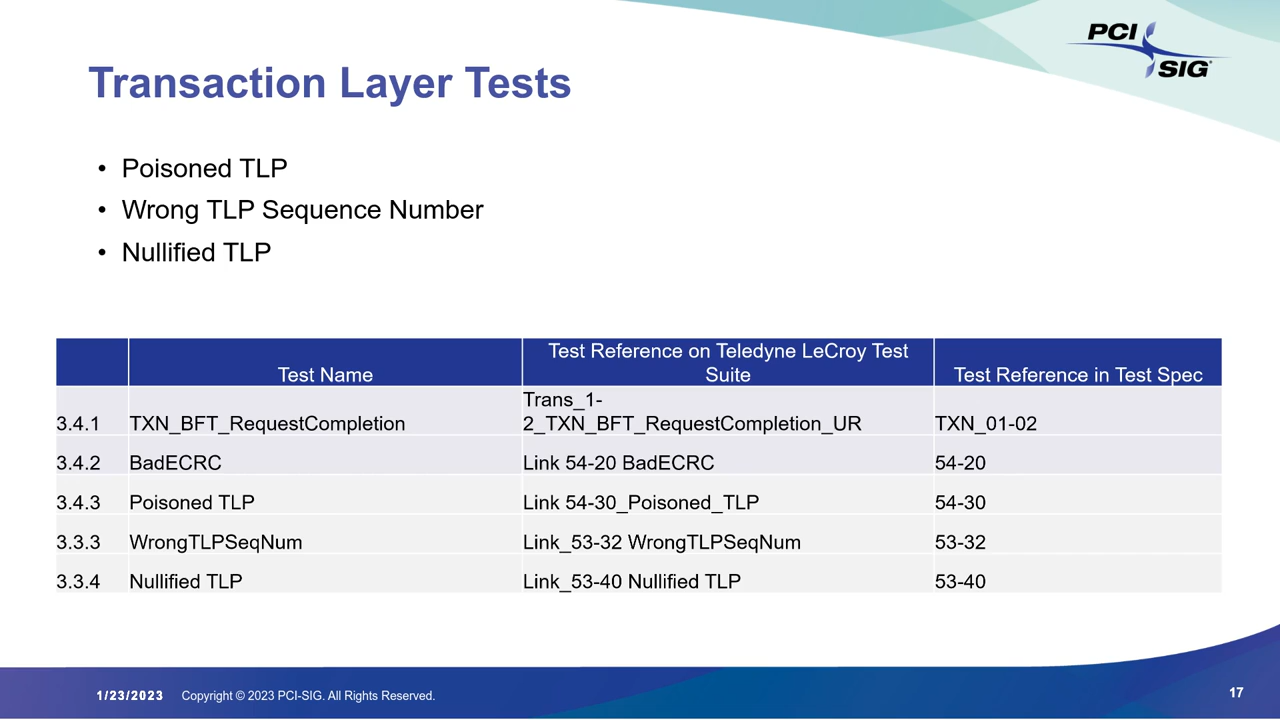 PCI
SIG
Transaction Layer Tests
• Poisoned TLP
• Wrong TLP Sequence Number
• Nullified TLP
Test Name
Test Reference on Teledyne LeCroy Test
Suite
Test Reference in Test Spec
3.4.1 TXN_BFT_RequestCompletion
Trans_1-
2_TXN_BFT_RequestCompletion_UR
TXN_01-02
3.4.2 BadECRC Link 54-20 BadECRC 54-20
3.4.3 Poisoned TLP Link 54-30_Poisoned_TLP 54-30
3.3.3 WrongTLPSeqNum Link_53-32 WrongTLPSeqNum 53-32
3.3.4 Nullified TLP Link_53-40 Nullified TLP 53-40
1/23/2023 Copyright © 2023 PCI-SIG. All Rights Reserved. 17